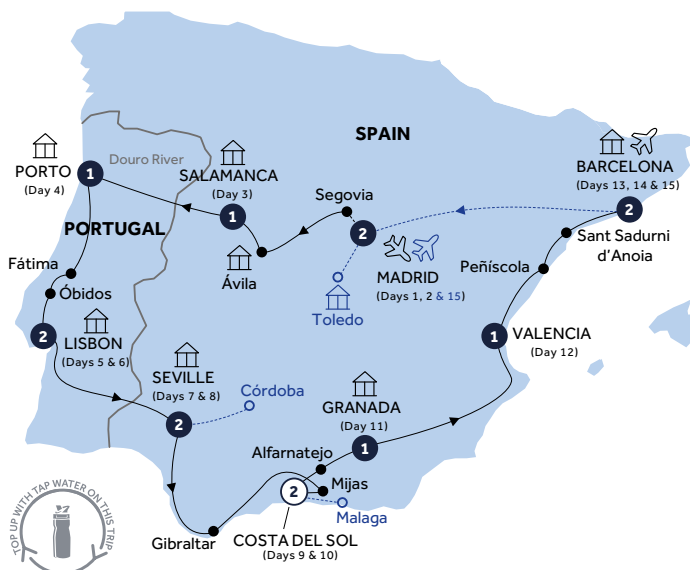 SPAIN
BARCELONA
(Days 13, 14 & 15)
2
Sant Sadurni
d'Anoia
Peñíscola
PORTO
(Day 4)
1
Douro River
SALAMANCA
(Day 3)
1
Segovia
2
MADRID
(Days 1, 2 & 15)
Ávila
Toledo
PORTUGAL
Fátima
Óbidos
2
LISBON
(Days 5 & 6)
1
VALENCIA
(Day 12)
SEVILLE
(Days 7 & 8)
2
Córdoba
GRANADA
(Day 11)
1
Alfarnatejo
Mijas
2
Malaga
Gibraltar
COSTA DEL SOL
(Days 9 & 10)
TOP UP WITH TAP WATER ON THIS TRIP